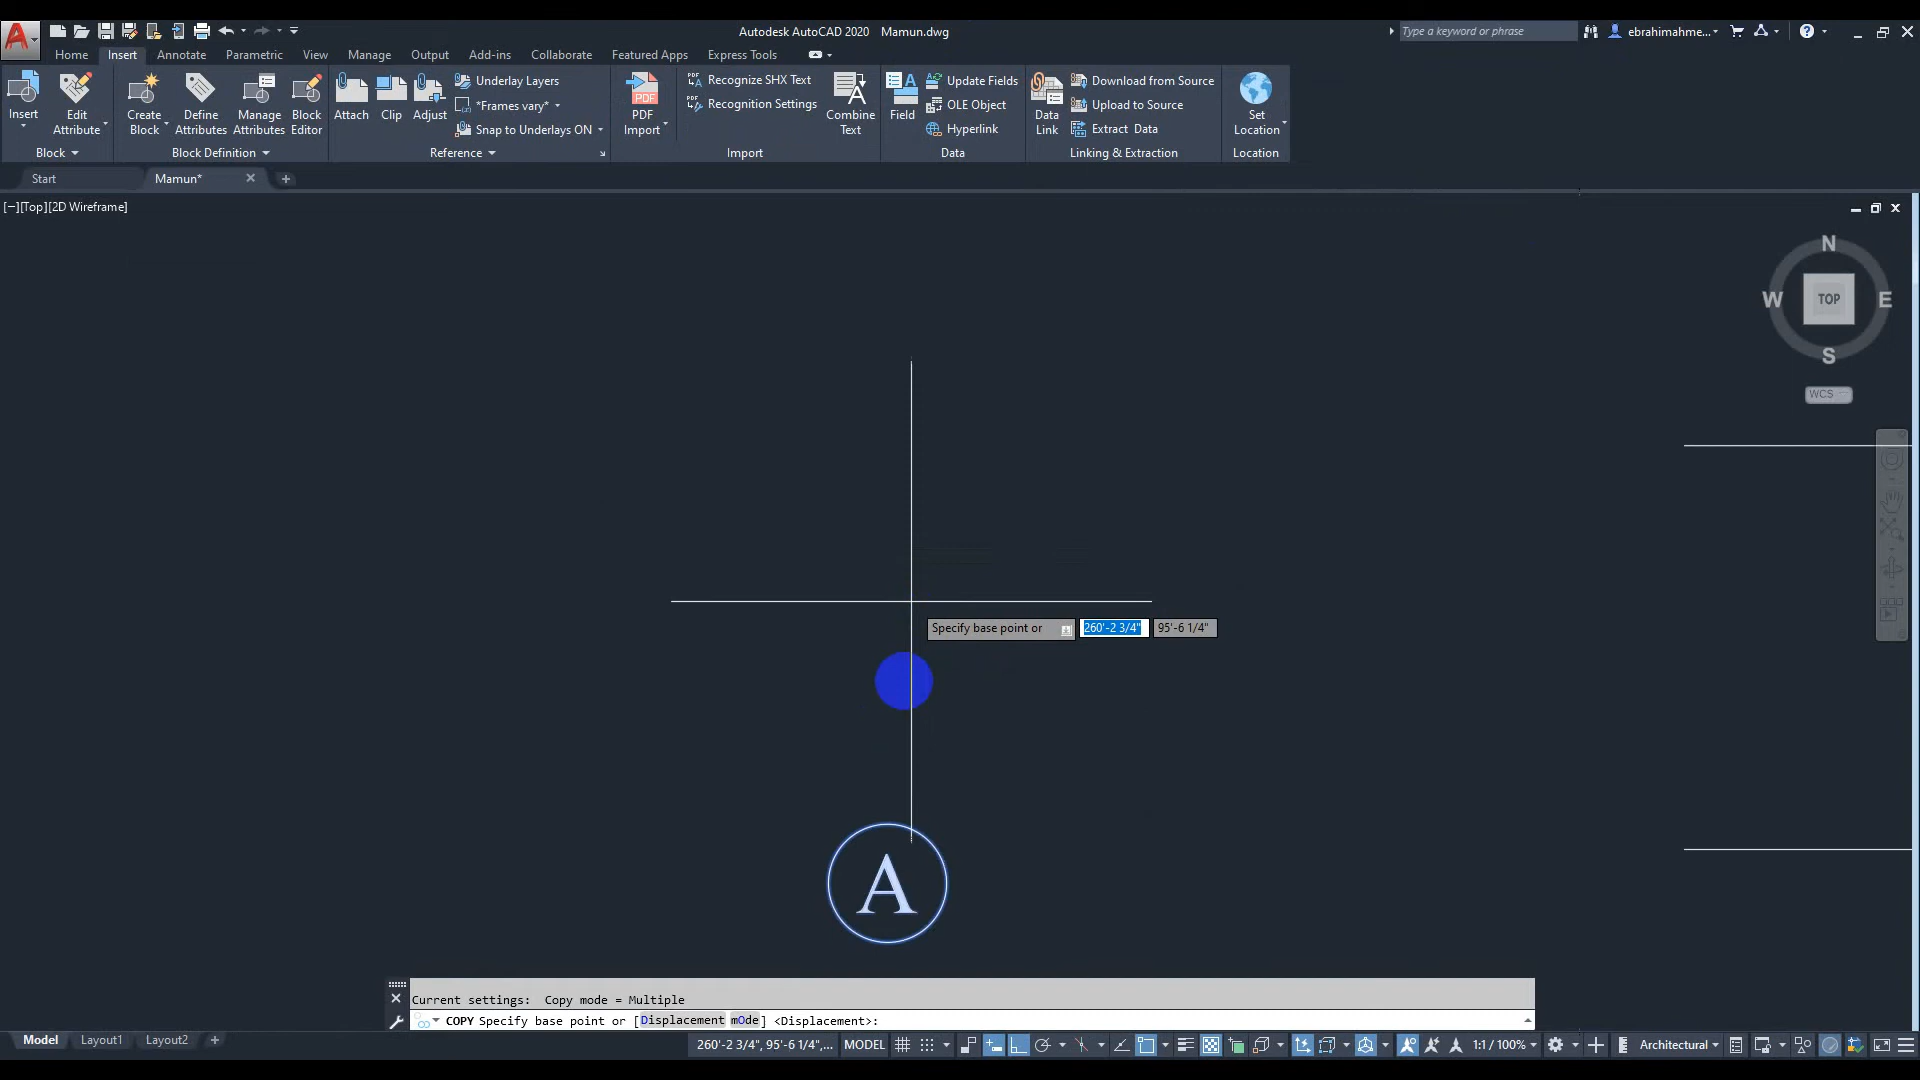 Autodesk AutoCAD 2020 Mamun.dwg
Type a keyword or phrase
ebrahimahme...
Home Insert Annotate Parametric View Manage Output Add-ins Collaborate Featured Apps Express Tools
Insert
Edit Attribute
Create Block
Define Attributes
Manage Attributes
Block Editor
Attach
Clip
Adjust
Underlay Layers
*Frames vary*
Snap to Underlays ON
PDF Import
Recognize SHX Text
Recognition Settings
Combine Text
Field
Update Fields
OLE Object
Hyperlink
Data Link
Download from Source
Upload to Source
Extract Data
Set Location
Block Block Definition Reference Import Data Linking & Extraction Location
Start Mamun*
[−][Top][2D Wireframe]
N
W TOP E
S
WCS
Specify base point or 260'-2 3/4" 95'-6 1/4"
A
Current settings: Copy mode = Multiple
COPY Specify base point or [Displacement mOde] <Displacement>:
Model Layout1 Layout2
260'-2 3/4", 95'-6 1/4",... MODEL 1:1 / 100% Architectural